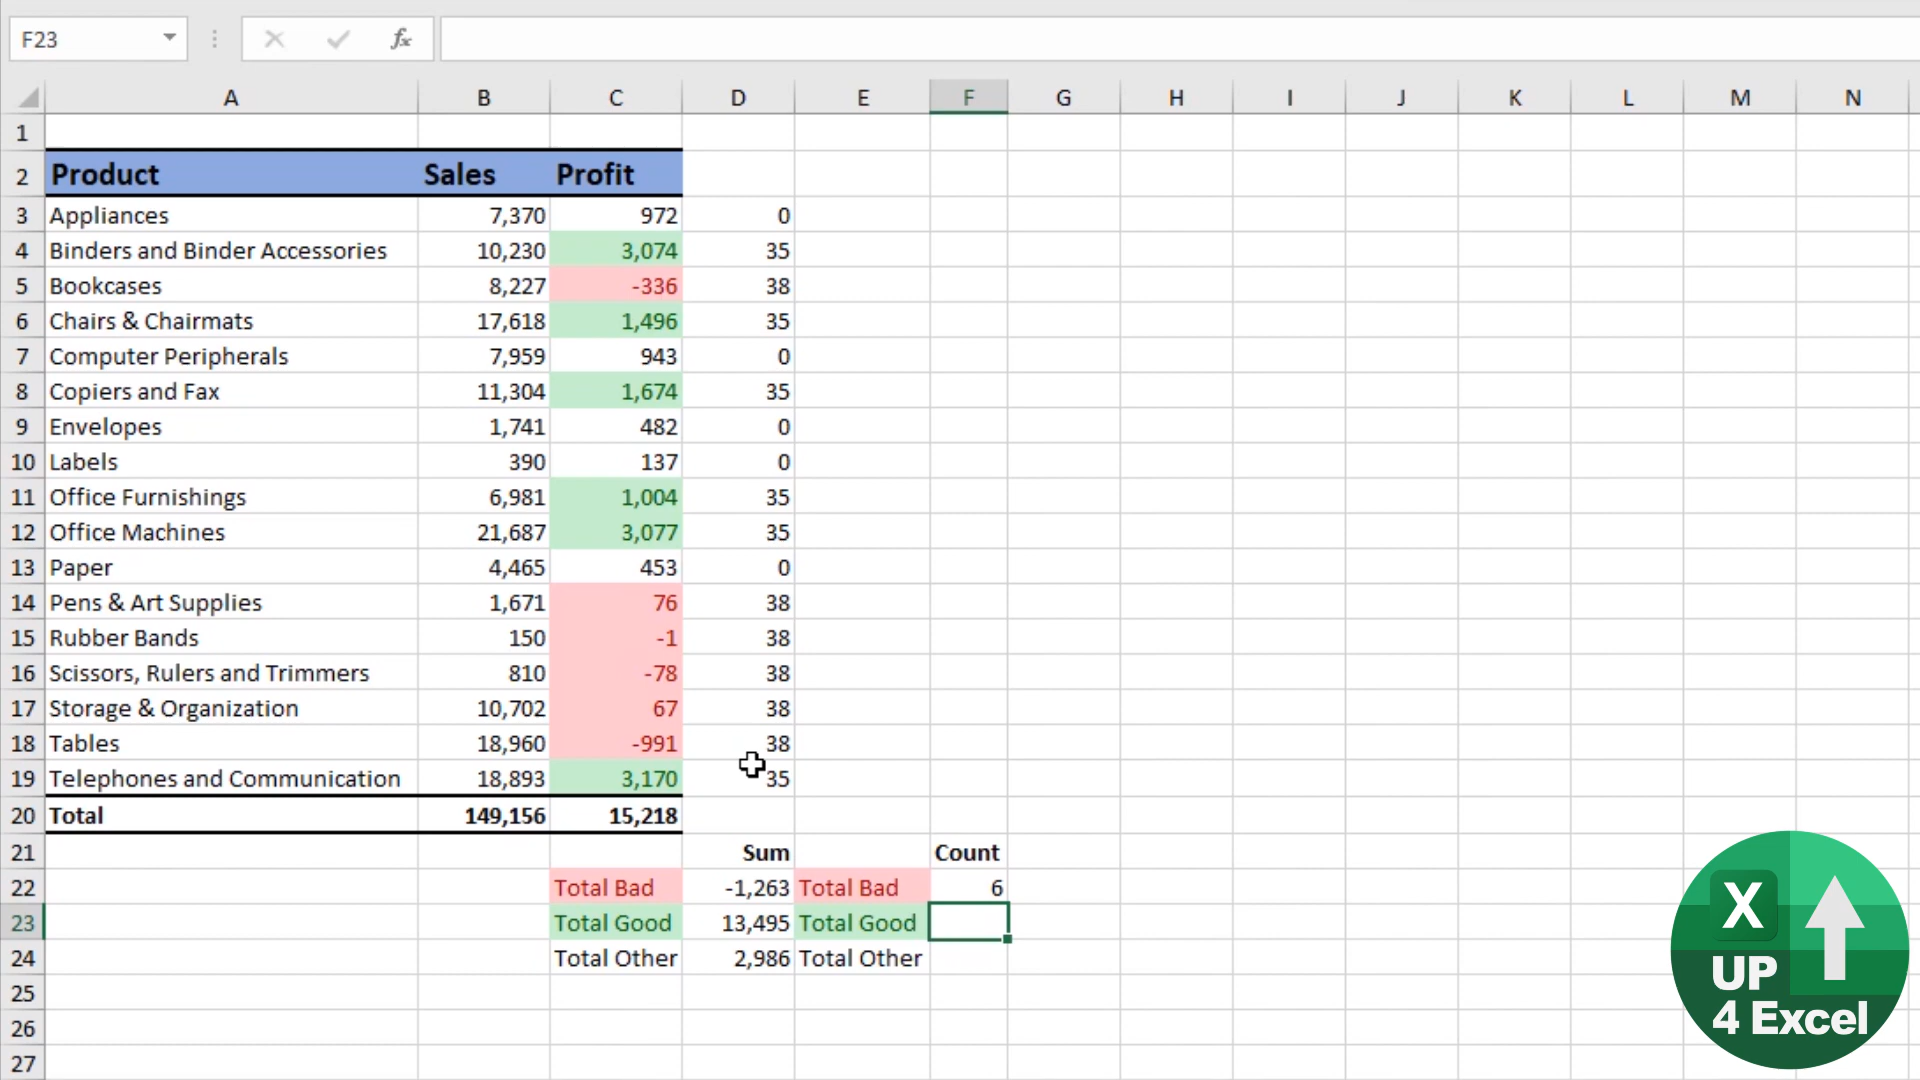 F23 fx
A B C D E F G H I J K L M N
1
2 Product Sales Profit
3 Appliances 7,370 972 0
4 Binders and Binder Accessories 10,230 3,074 35
5 Bookcases 8,227 -336 38
6 Chairs & Chairmats 17,618 1,496 35
7 Computer Peripherals 7,959 943 0
8 Copiers and Fax 11,304 1,674 35
9 Envelopes 1,741 482 0
10 Labels 390 137 0
11 Office Furnishings 6,981 1,004 35
12 Office Machines 21,687 3,077 35
13 Paper 4,465 453 0
14 Pens & Art Supplies 1,671 76 38
15 Rubber Bands 150 -1 38
16 Scissors, Rulers and Trimmers 810 -78 38
17 Storage & Organization 10,702 67 38
18 Tables 18,960 -991 38
19 Telephones and Communication 18,893 3,170 35
20 Total 149,156 15,218
21 Sum Count
22 Total Bad -1,263 Total Bad 6
23 Total Good 13,495 Total Good
24 Total Other 2,986 Total Other
25
26
27
X
UP
4 Excel